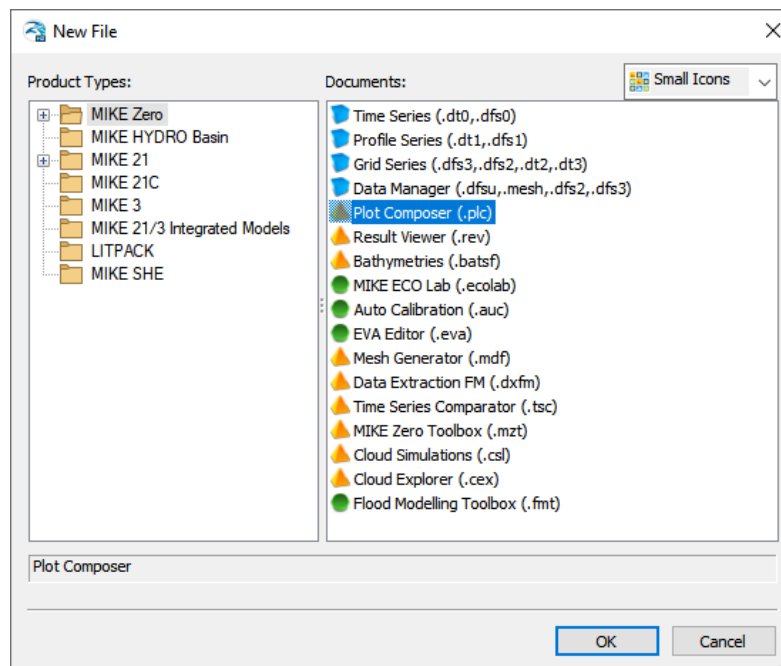 New File
Product Types:
Documents:
Small Icons
MIKE Zero
MIKE HYDRO Basin
MIKE 21
MIKE 21C
MIKE 3
MIKE 21/3 Integrated Models
LITPACK
MIKE SHE
Time Series (.dt0,.dfs0)
Profile Series (.dt1,.dfs1)
Grid Series (.dfs3,.dfs2,.dt2,.dt3)
Data Manager (.dfsu,.mesh,.dfs2,.dfs3)
Plot Composer (.plc)
Result Viewer (.rev)
Bathymetries (.batsf)
MIKE ECO Lab (.ecolab)
Auto Calibration (.auc)
EVA Editor (.eva)
Mesh Generator (.mdf)
Data Extraction FM (.dxfm)
Time Series Comparator (.tsc)
MIKE Zero Toolbox (.mzt)
Cloud Simulations (.csl)
Cloud Explorer (.cex)
Flood Modelling Toolbox (.fmt)
Plot Composer
OK
Cancel